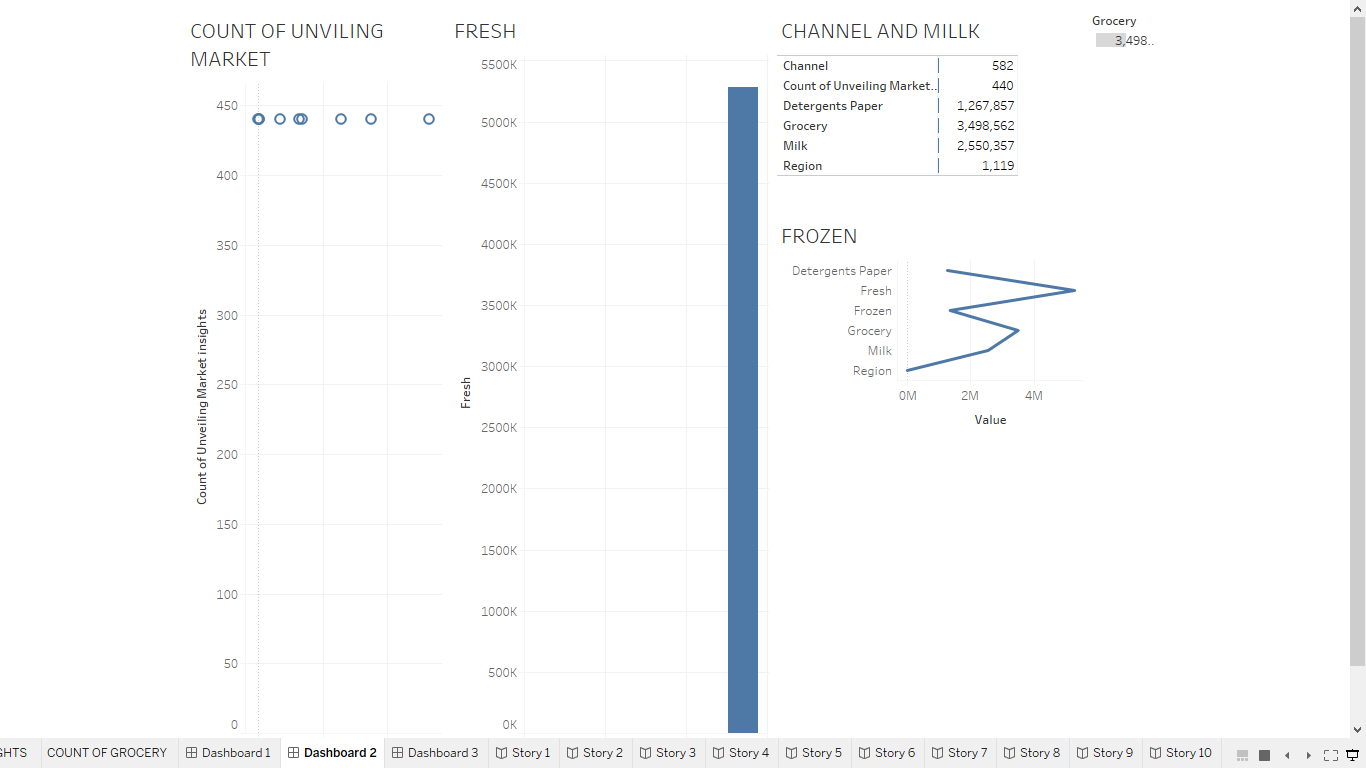 COUNT OF UNVILING
MARKET
450
400
350
300
250
200
150
100
50
0
Count of Unveiling Market insights
FRESH
5500K
5000K
4500K
4000K
3500K
3000K
2500K
2000K
1500K
1000K
500K
0K
Fresh
CHANNEL AND MILLK
Channel 582
Count of Unveiling Market.. 440
Detergents Paper 1,267,857
Grocery 3,498,562
Milk 2,550,357
Region 1,119
Grocery
3,498..
FROZEN
Detergents Paper
Fresh
Frozen
Grocery
Milk
Region
0M 2M 4M
Value
GHTS COUNT OF GROCERY Dashboard 1 Dashboard 2 Dashboard 3 Story 1 Story 2 Story 3 Story 4 Story 5 Story 6 Story 7 Story 8 Story 9 Story 10